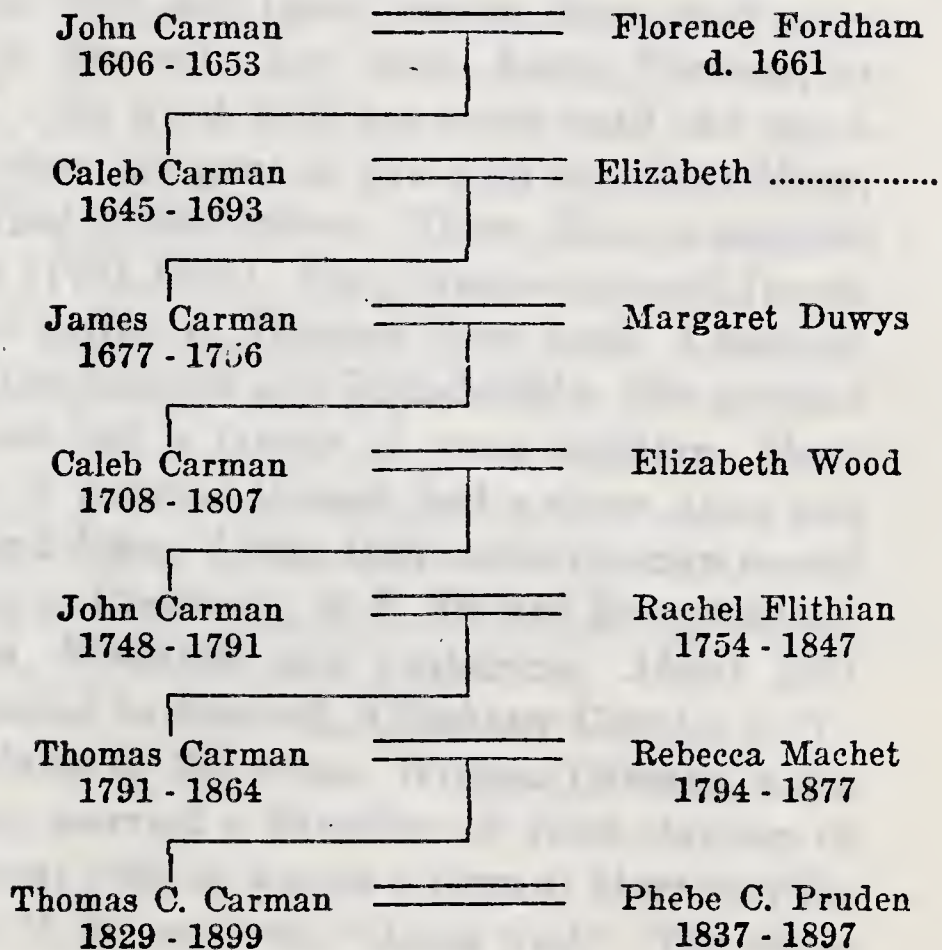 John Carman Florence Fordham
1606 - 1653 d. 1661
Caleb Carman Elizabeth ..................
1645 - 1693
James Carman Margaret Duwys
1677 -
Caleb Carman Elizabeth Wood
1708 - 1807
John Carman Rachel Flithian
1748 - 1791 1754 - 1847
Thomas Carman Rebecca Machet
1791 - 1864 1794 - 1877
Thomas C. Carman Phebe C. Pruden
1829 - 1899 1837 - 1897